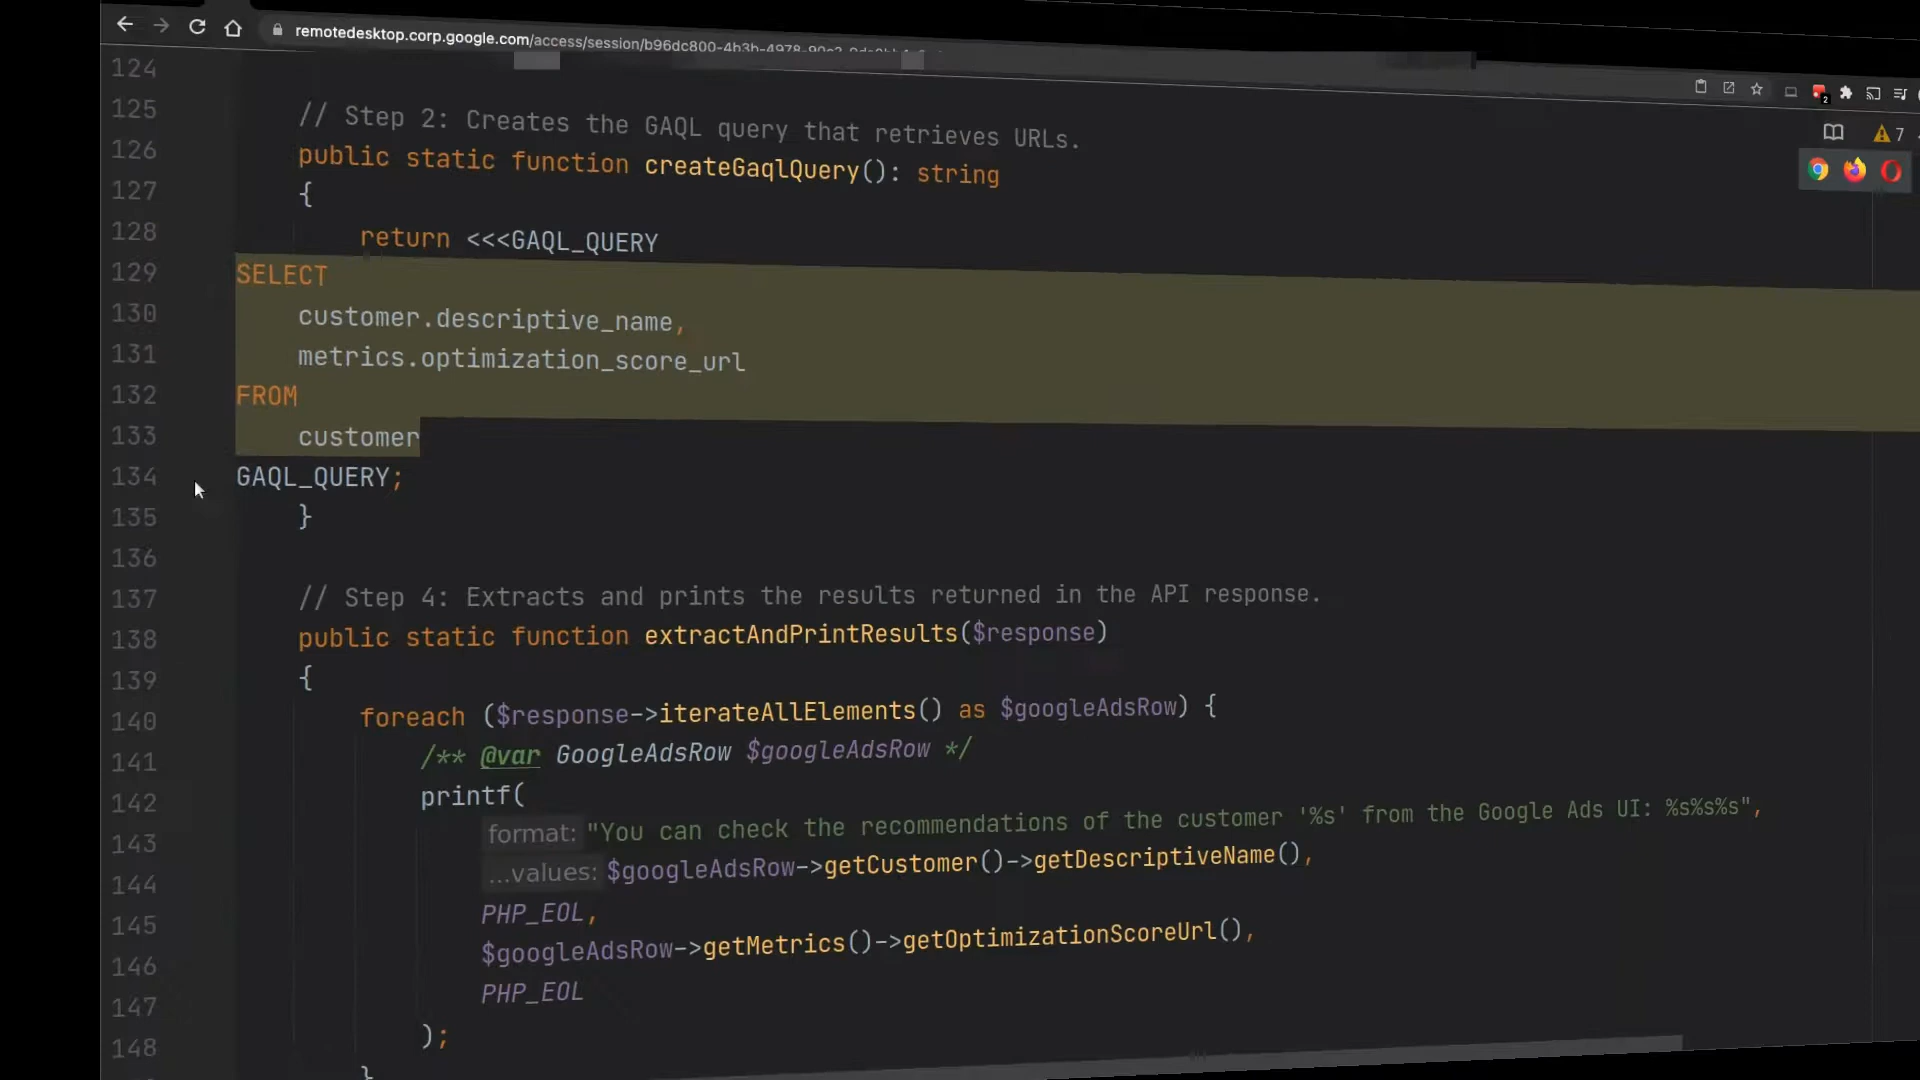 remotedesktop.corp.google.com/access/session/b96dc800-4b3b-4978-90c3
124
125 // Step 2: Creates the GAQL query that retrieves URLs.
126 public static function createGaqlQuery(): string
127 {
128 return <<<GAQL_QUERY
129 SELECT
130 customer.descriptive_name,
131 metrics.optimization_score_url
132 FROM
133 customer
134 GAQL_QUERY;
135 }
136
137 // Step 4: Extracts and prints the results returned in the API response.
138 public static function extractAndPrintResults($response)
139 {
140 foreach ($response->iterateAllElements() as $googleAdsRow) {
141 /** @var GoogleAdsRow $googleAdsRow */
142 printf(
143 format: "You can check the recommendations of the customer '%s' from the Google Ads UI: %s%s%s",
144 ...values: $googleAdsRow->getCustomer()->getDescriptiveName(),
145 PHP_EOL,
146 $googleAdsRow->getMetrics()->getOptimizationScoreUrl(),
147 PHP_EOL
148 );
}
2
7